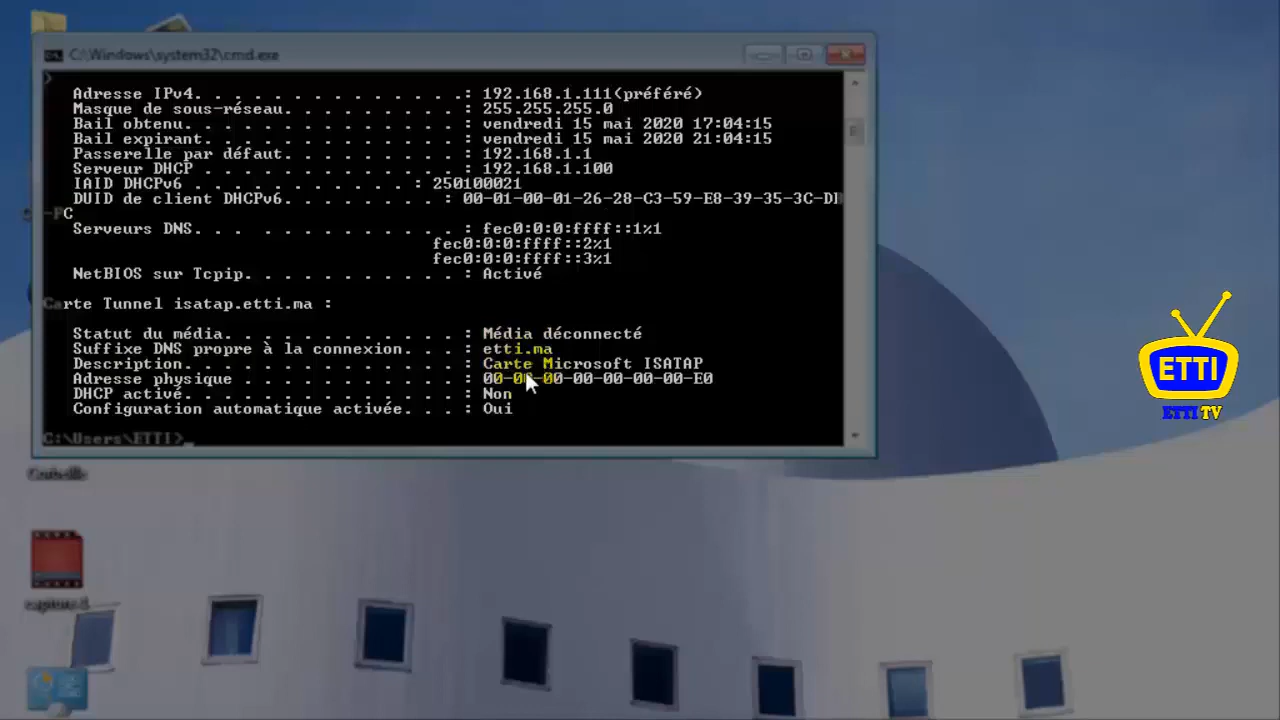 C:\Windows\system32\cmd.exe
Adresse IPv4. . . . . . . . . . . . . .: 192.168.1.111(préféré)
Masque de sous-réseau. . . . . . . . . : 255.255.255.0
Bail obtenu. . . . . . . . . . . . . . : vendredi 15 mai 2020 17:04:15
Bail expirant. . . . . . . . . . . . . : vendredi 15 mai 2020 21:04:15
Passerelle par défaut. . . . . . . . . : 192.168.1.1
Serveur DHCP . . . . . . . . . . . . . : 192.168.1.100
IAID DHCPv6 . . . . . . . . . . . : 250100021
DUID de client DHCPv6. . . . . . . . : 00-01-00-01-26-28-C3-59-E8-39-35-3C-DB
-PC
Serveurs DNS. . . . . . . . . . . . . : fec0:0:0:ffff::1%1
fec0:0:0:ffff::2%1
fec0:0:0:ffff::3%1
NetBIOS sur Tcpip. . . . . . . . . . . : Activé
Carte Tunnel isatap.etti.ma :
Statut du média. . . . . . . . . . . . : Média déconnecté
Suffixe DNS propre à la connexion. . . : etti.ma
Description. . . . . . . . . . . . . . : Carte Microsoft ISATAP
Adresse physique . . . . . . . . . . . : 00-00-00-00-00-00-00-E0
DHCP activé. . . . . . . . . . . . . . : Non
Configuration automatique activée. . . : Oui
C:\Users\ETTI>_
Corbeille
capture-1
ETTI
ETTI TV